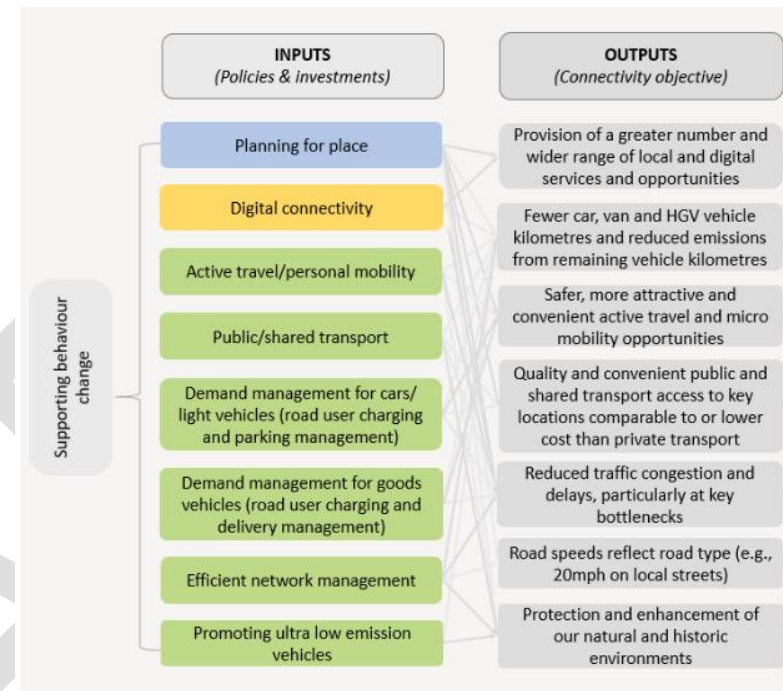 INPUTS
(Policies & investments)
OUTPUTS
(Connectivity objective)
Supporting behaviour
change
Planning for place
Digital connectivity
Active travel/personal mobility
Public/shared transport
Demand management for cars/
light vehicles (road user charging
and parking management)
Demand management for goods
vehicles (road user charging and
delivery management)
Efficient network management
Promoting ultra low emission
vehicles
Provision of a greater number and
wider range of local and digital
services and opportunities
Fewer car, van and HGV vehicle
kilometres and reduced emissions
from remaining vehicle kilometres
Safer, more attractive and
convenient active travel and micro
mobility opportunities
Quality and convenient public and
shared transport access to key
locations comparable to or lower
cost than private transport
Reduced traffic congestion and
delays, particularly at key
bottlenecks
Road speeds reflect road type (e.g.,
20mph on local streets)
Protection and enhancement of
our natural and historic
environments